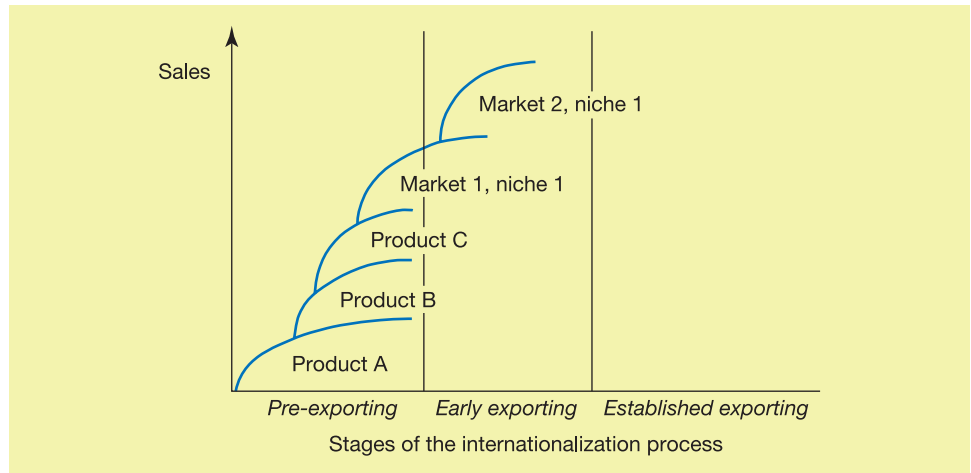 Sales
Market 2, niche 1
Market 1, niche 1
Product C
Product B
Product A
Pre-exporting
Early exporting
Established exporting
Stages of the internationalization process